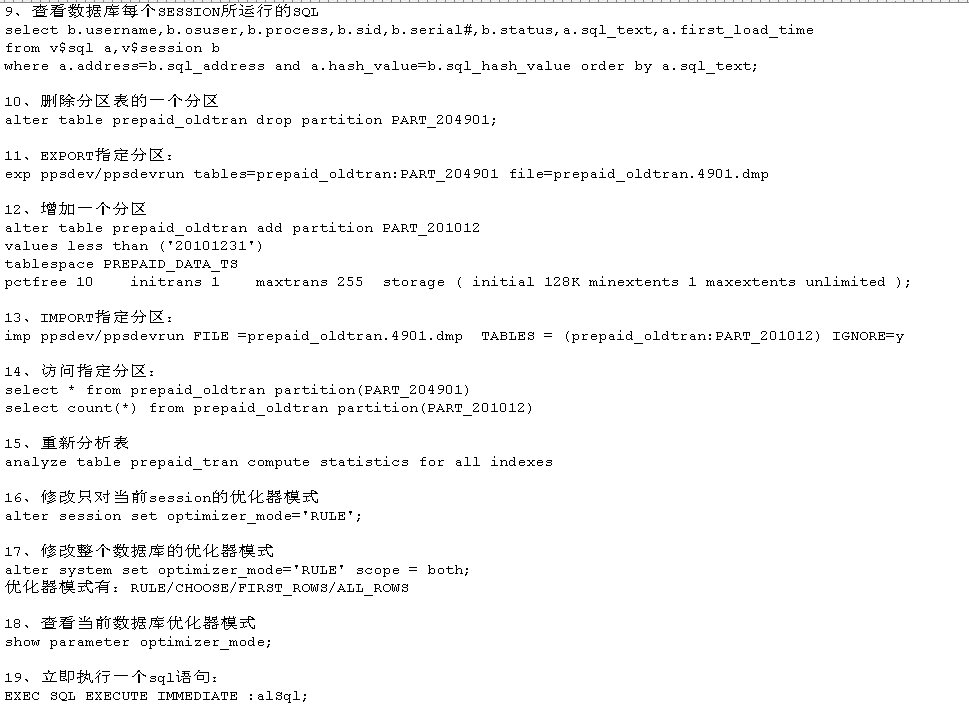 9、查看数据库每个SESSION所运行的SQL
select b.username,b.osuser,b.process,b.sid,b.serial#,b.status,a.sql_text,a.first_load_time
from v$sql a,v$session b
where a.address=b.sql_address and a.hash_value=b.sql_hash_value order by a.sql_text;
10、删除分区表的一个分区
alter table prepaid_oldtran drop partition PART_204901;
11、EXPORT指定分区：
exp ppsdev/ppsdevrun tables=prepaid_oldtran:PART_204901 file=prepaid_oldtran.4901.dmp
12、增加一个分区
alter table prepaid_oldtran add partition PART_201012
values less than ('20101231')
tablespace PREPAID_DATA_TS
pctfree 10    initrans 1    maxtrans 255  storage ( initial 128K minextents 1 maxextents unlimited );
13、IMPORT指定分区：
imp ppsdev/ppsdevrun FILE =prepaid_oldtran.4901.dmp  TABLES = (prepaid_oldtran:PART_201012) IGNORE=y
14、访问指定分区：
select * from prepaid_oldtran partition(PART_204901)
select count(*) from prepaid_oldtran partition(PART_201012)
15、重新分析表
analyze table prepaid_tran compute statistics for all indexes
16、修改只对当前session的优化器模式
alter session set optimizer_mode='RULE';
17、修改整个数据库的优化器模式
alter system set optimizer_mode='RULE' scope = both;
优化器模式有：RULE/CHOOSE/FIRST_ROWS/ALL_ROWS
18、查看当前数据库优化器模式
show parameter optimizer_mode;
19、立即执行一个sql语句：
EXEC SQL EXECUTE IMMEDIATE :alSql;